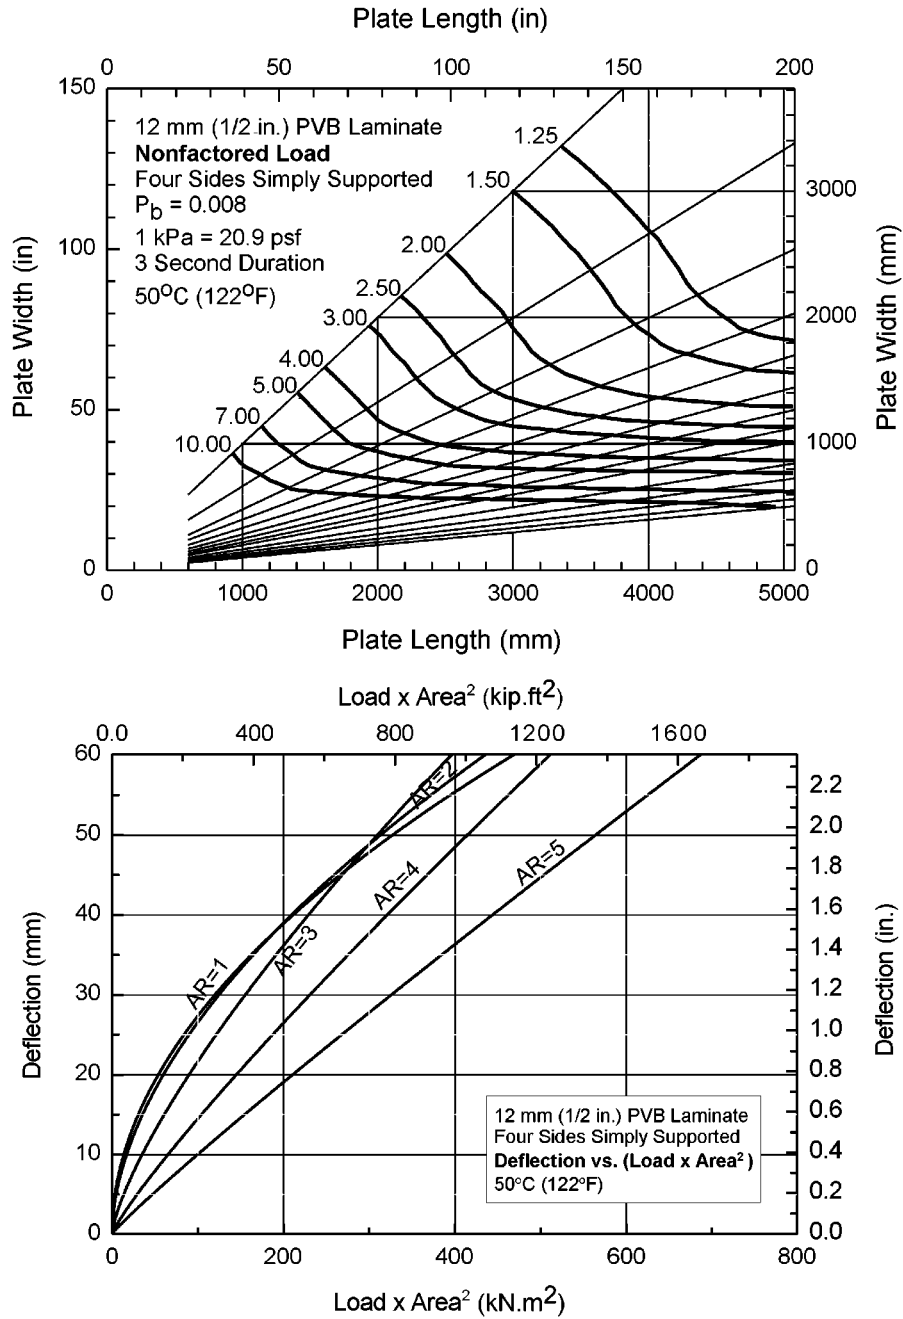 Plate Length (in)
0 50 100 150 200
150
12 mm (1/2 in.) PVB Laminate
Nonfactored Load
Four Sides Simply Supported
Pb = 0.008
1 kPa = 20.9 psf
3 Second Duration
50°C (122°F)
1.25
1.50
3000
2.00
100
2.50
3.00
2000
4.00
5.00
50
7.00
10.00
1000
0
0
Plate Width (in)
Plate Width (mm)
0 1000 2000 3000 4000 5000
Plate Length (mm)
Load x Area² (kip.ft²)
0.0 400 800 1200 1600
60
50
40
30
20
10
0
Deflection (mm)
AR=1
AR=2
AR=3
AR=4
AR=5
2.2
2.0
1.8
1.6
1.4
1.2
1.0
0.8
0.6
0.4
0.2
0.0
Deflection (in.)
12 mm (1/2 in.) PVB Laminate
Four Sides Simply Supported
Deflection vs. (Load x Area²)
50°C (122°F)
0 200 400 600 800
Load x Area² (kN.m²)